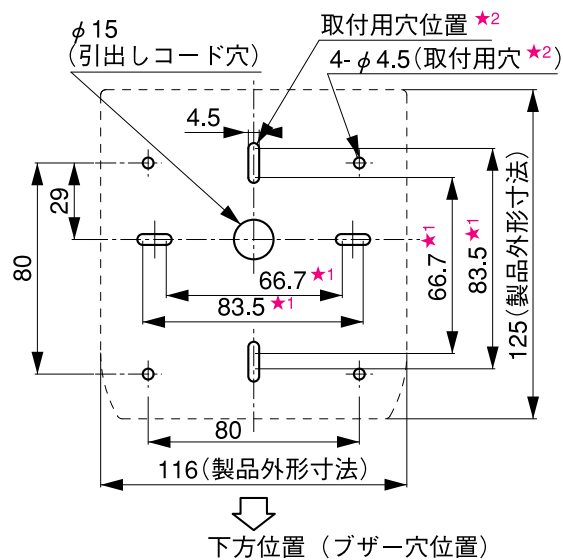 φ15
(引出しコード穴)
取付用穴位置★2
4-φ4.5(取付用穴★2)
4.5
29
80
66.7★1
83.5★1
66.7★1
83.5★1
125(製品外形寸法)
80
116(製品外形寸法)
下方位置（ブザー穴位置）